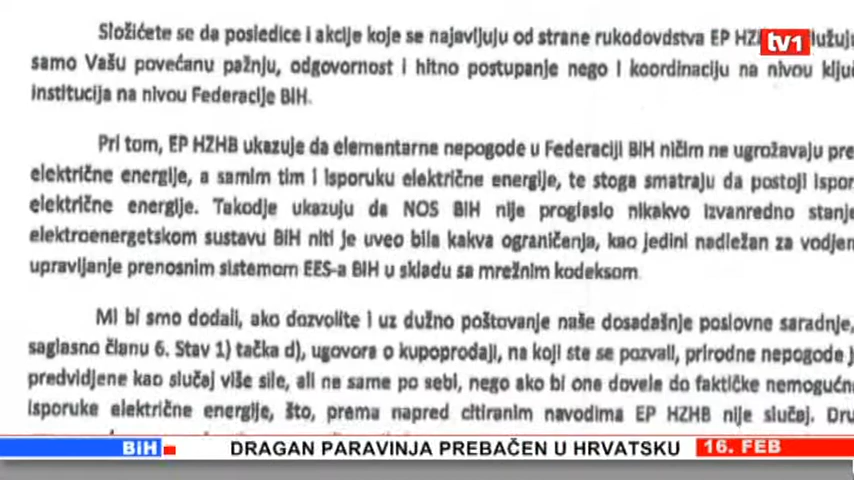 Složićete se da posledice i akcije koje se najavljuju od strane rukodovdstva EP HZ
samo Vašu povećanu pažnju, odgovornost i hitno postupanje nego i koordinaciju na nivou
institucija na nivou Federacije BIH.
Pri tom, EP HZHB ukazuje da elementarne nepogode u Federaciji BIH ničim ne ugrožavaju
električne energije, a samim tim i isporuku električne energije, te stoga smatraju da postoji
električne energije. Takodje ukazuju da NOS BIH nije proglasio nikakvo izvanredno
elektroenergetskom sustavu BIH niti je uveo bila kakva ograničenja, kao jedini nadležan za
upravljanje prenosnim sistemom EES-a BIH u skladu sa mrežnim kodeksom
Mi bi smo dodali, ako dozvolite i uz dužno poštovanje naše dosadašnje poslovne saradnje,
saglasno članu 6. Stav 1) tačka d), ugovora o kupoprodaji, na koji ste se pozvali, prirodne nepogode
predvidjene kao slučaj više sile, ali ne same po sebi, nego ako bi one dovele do faktičke
isporuke električne energije, što, prema napred citiranim navodima EP HZHB nije slučaj.
tv1
BiH DRAGAN PARAVINJA PREBAČEN U HRVATSKU 16. FEB